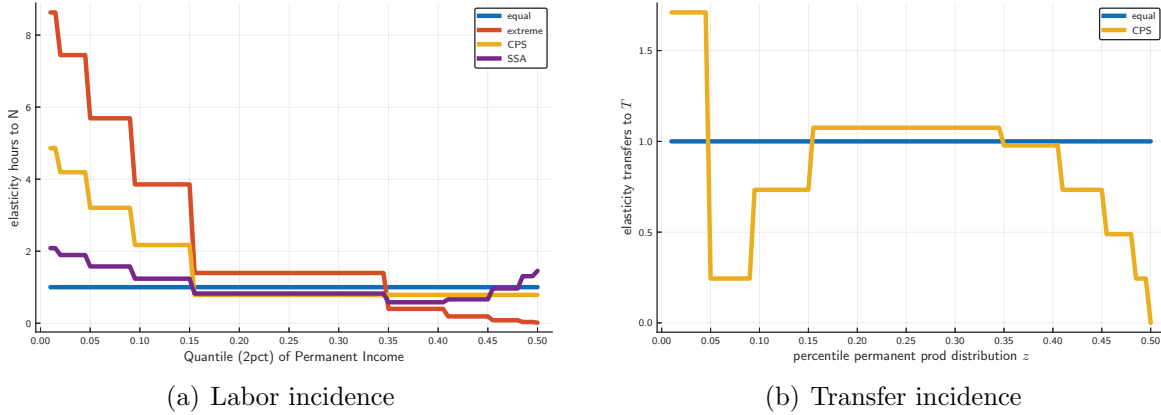 equal
extreme
CPS
SSA
8
6
4
2
0
elasticity hours to N
0.00 0.05 0.10 0.15 0.20 0.25 0.30 0.35 0.40 0.45 0.50
Quantile (2pct) of Permanent Income
(a) Labor incidence
equal
CPS
1.5
1.0
0.5
0.0
elasticity transfers to T
0.00 0.05 0.10 0.15 0.20 0.25 0.30 0.35 0.40 0.45 0.50
percentile permanent prod distribution z
(b) Transfer incidence